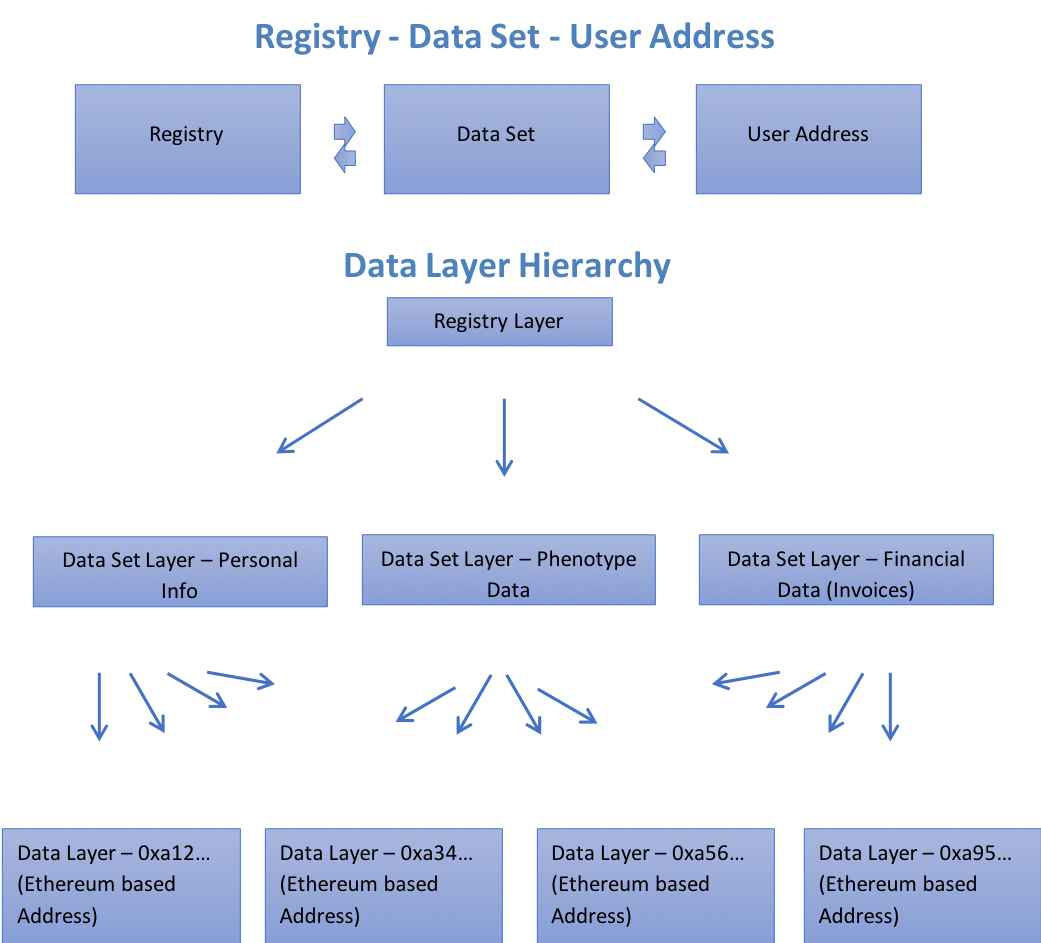 Registry - Data Set - User Address
Registry
Data Set
User Address
Data Layer Hierarchy
Registry Layer
Data Set Layer – Personal
Info
Data Set Layer – Phenotype
Data
Data Set Layer – Financial
Data (Invoices)
Data Layer – 0xa12…
(Ethereum based
Address)
Data Layer – 0xa34…
(Ethereum based
Address)
Data Layer – 0xa56…
(Ethereum based
Address)
Data Layer – 0xa95…
(Ethereum based
Address)